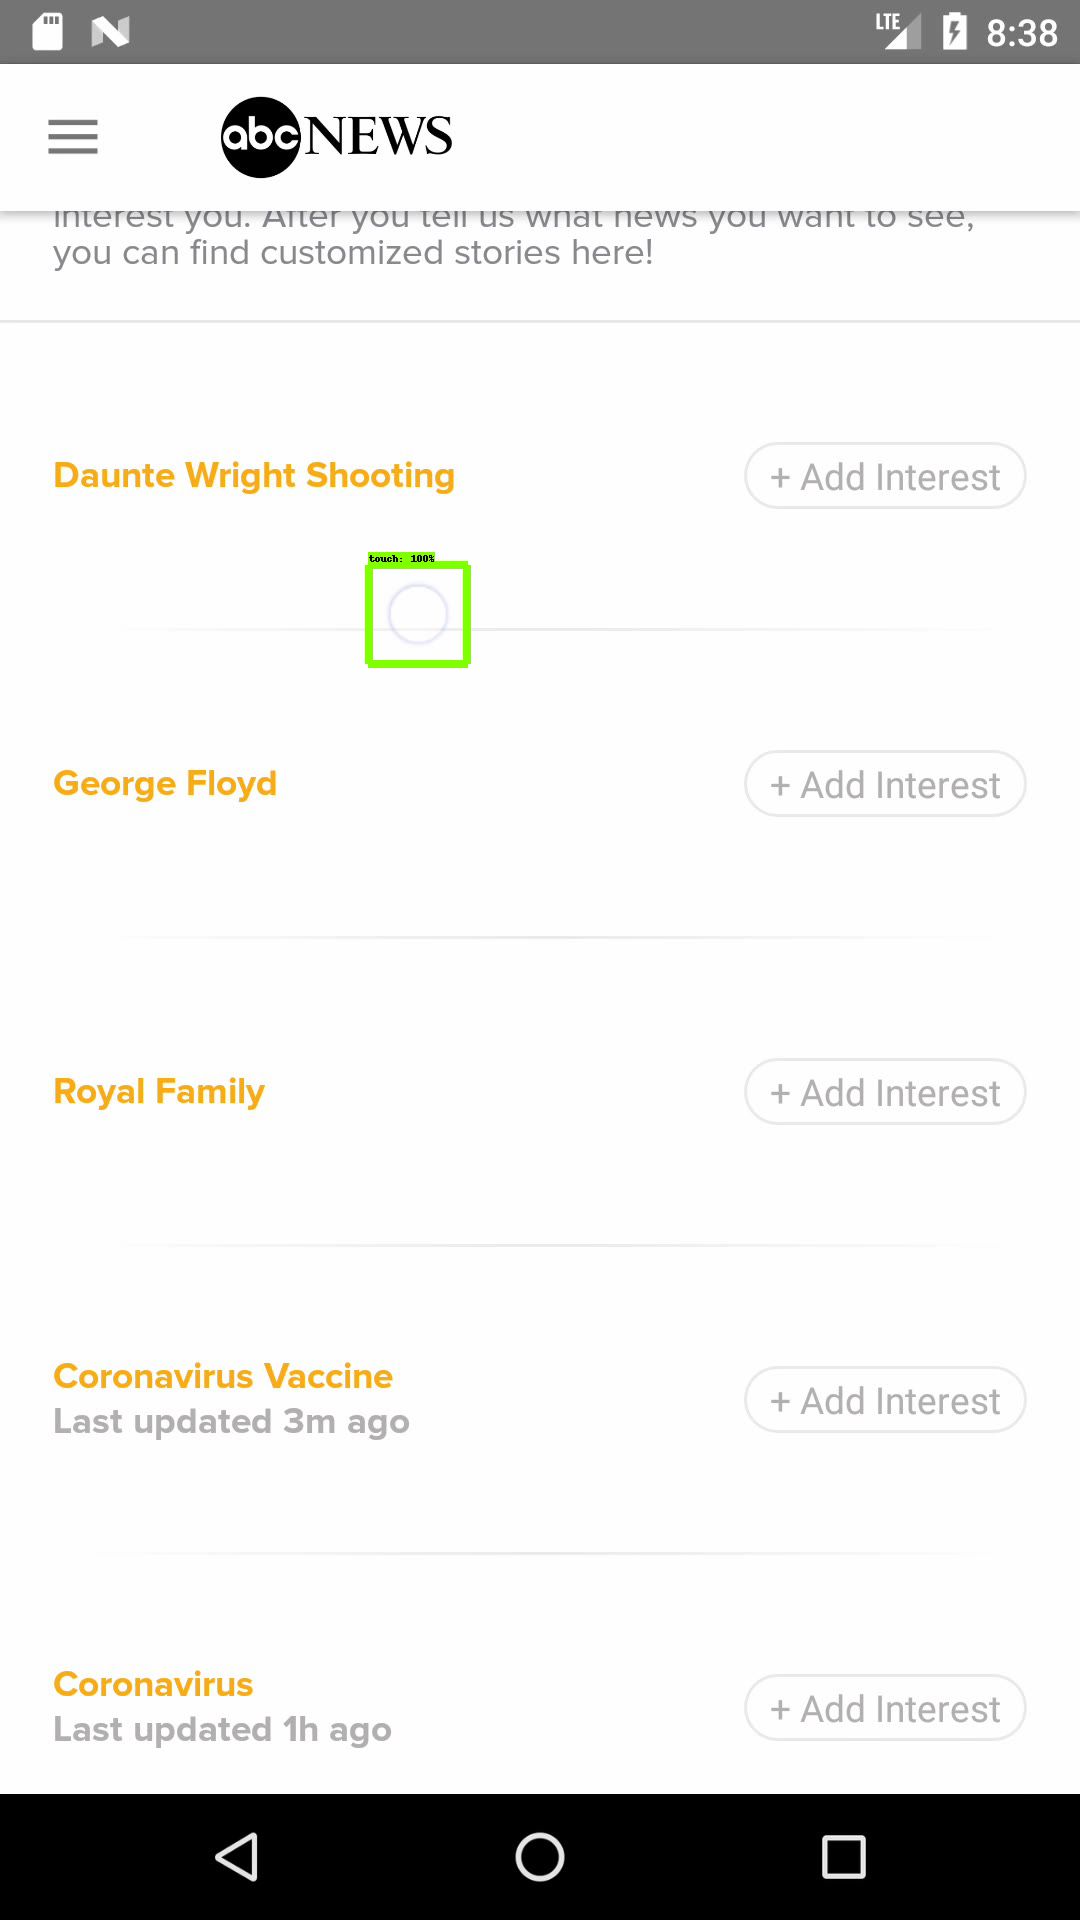 LTE 8:38
abc NEWS
interest you. After you tell us what news you want to see,
you can find customized stories here!
Daunte Wright Shooting
+ Add Interest
touch: 100%
George Floyd
+ Add Interest
Royal Family
+ Add Interest
Coronavirus Vaccine
Last updated 3m ago
+ Add Interest
Coronavirus
Last updated 1h ago
+ Add Interest